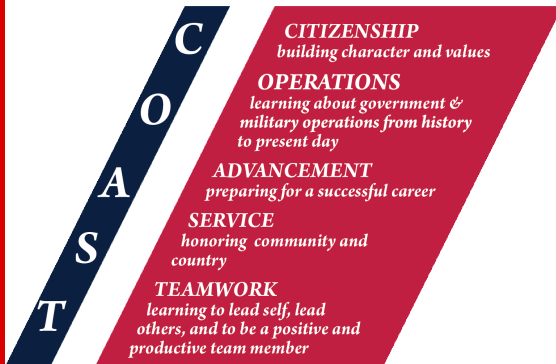 C
CITIZENSHIP
building character and values
O
OPERATIONS
learning about government &
military operations from history
to present day
A
ADVANCEMENT
preparing for a successful career
S
SERVICE
honoring community and
country
T
TEAMWORK
learning to lead self, lead
others, and to be a positive and
productive team member